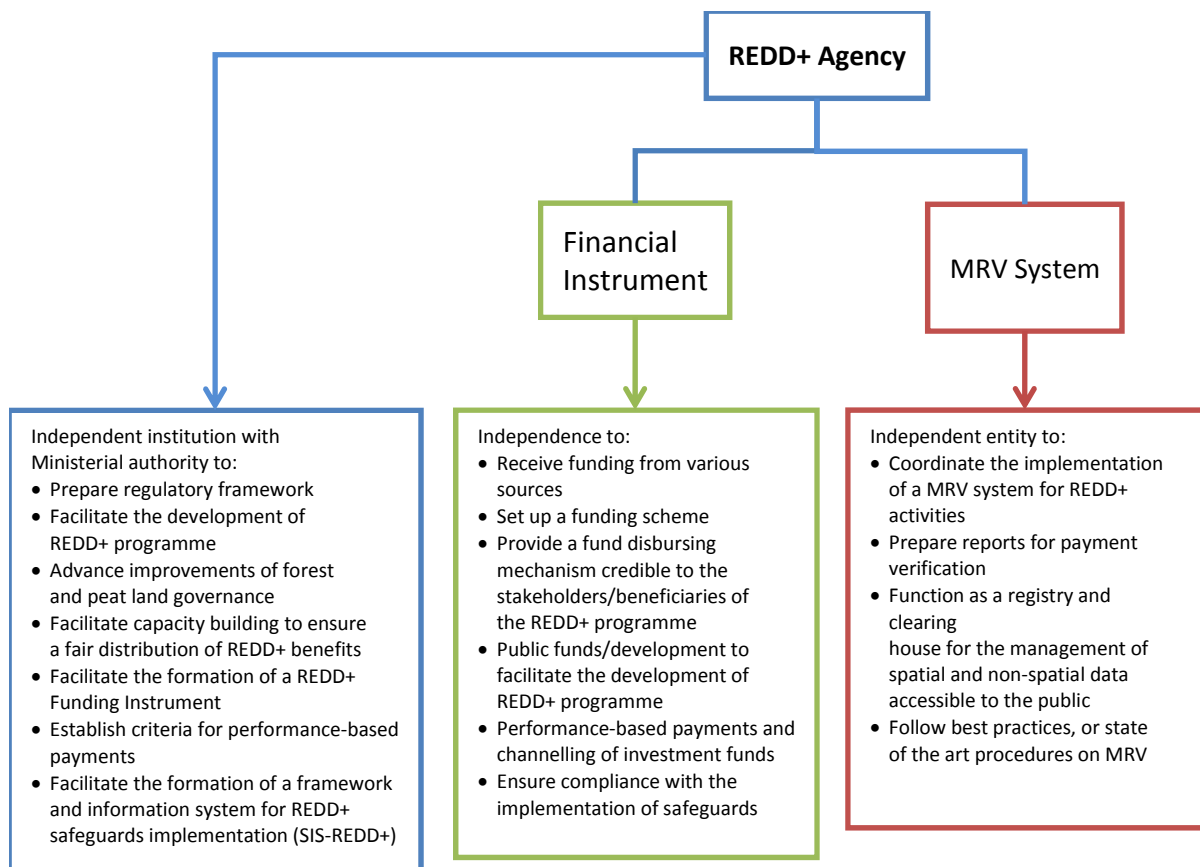 REDD+ Agency
Financial
Instrument
MRV System
Independent institution with
Ministerial authority to:
• Prepare regulatory framework
• Facilitate the development of
REDD+ programme
• Advance improvements of forest
and peat land governance
• Facilitate capacity building to ensure
a fair distribution of REDD+ benefits
• Facilitate the formation of a REDD+
Funding Instrument
• Establish criteria for performance-based
payments
• Facilitate the formation of a framework
and information system for REDD+
safeguards implementation (SIS-REDD+)
Independence to:
• Receive funding from various
sources
• Set up a funding scheme
• Provide a fund disbursing
mechanism credible to the
stakeholders/beneficiaries of
the REDD+ programme
• Public funds/development to
facilitate the development of
REDD+ programme
• Performance-based payments and
channelling of investment funds
• Ensure compliance with the
implementation of safeguards
Independent entity to:
• Coordinate the implementation
of a MRV system for REDD+
activities
• Prepare reports for payment
verification
• Function as a registry and
clearing
house for the management of
spatial and non-spatial data
accessible to the public
• Follow best practices, or state
of the art procedures on MRV